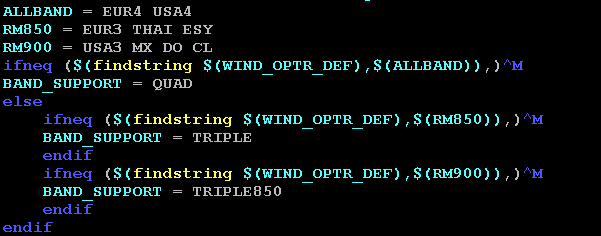 ALLBAND = EUR4 USA4
RM850 = EUR3 THAI ESY
RM900 = USA3 MX DO CL
ifneq ($(findstring $(WIND_OPTR_DEF),$(ALLBAND)),)^M
BAND_SUPPORT = QUAD
else
    ifneq ($(findstring $(WIND_OPTR_DEF),$(RM850)),)^M
    BAND_SUPPORT = TRIPLE
    endif
    ifneq ($(findstring $(WIND_OPTR_DEF),$(RM900)),)^M
    BAND_SUPPORT = TRIPLE850
    endif
endif